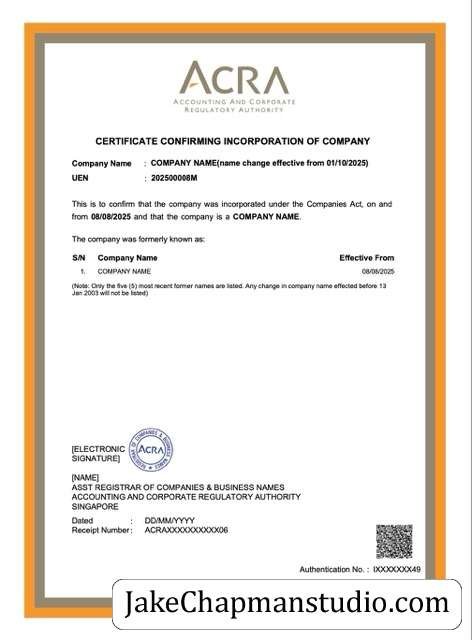 ACRA
ACCOUNTING AND CORPORATE
REGULATORY AUTHORITY
CERTIFICATE CONFIRMING INCORPORATION OF COMPANY
Company Name : COMPANY NAME(name change effective from 01/10/2025)
UEN : 202500008M
This is to confirm that the company was incorporated under the Companies Act, on and
from 08/08/2025 and that the company is a COMPANY NAME.
The company was formerly known as:
S/N Company Name Effective From
1. COMPANY NAME 08/08/2025
(Note: Only the five (5) most recent former names are listed. Any change in company name effected before 13
Jan 2003 will not be listed)
[ELECTRONIC
SIGNATURE]
REGISTRAR OF COMPANIES & BUSINESS NAMES
ACRA
[NAME]
ASST REGISTRAR OF COMPANIES & BUSINESS NAMES
ACCOUNTING AND CORPORATE REGULATORY AUTHORITY
SINGAPORE
Dated : DD/MM/YYYY
Receipt Number : ACRAXXXXXXXXXX06
Authentication No. : IXXXXXXX49
JakeChapmanstudio.com